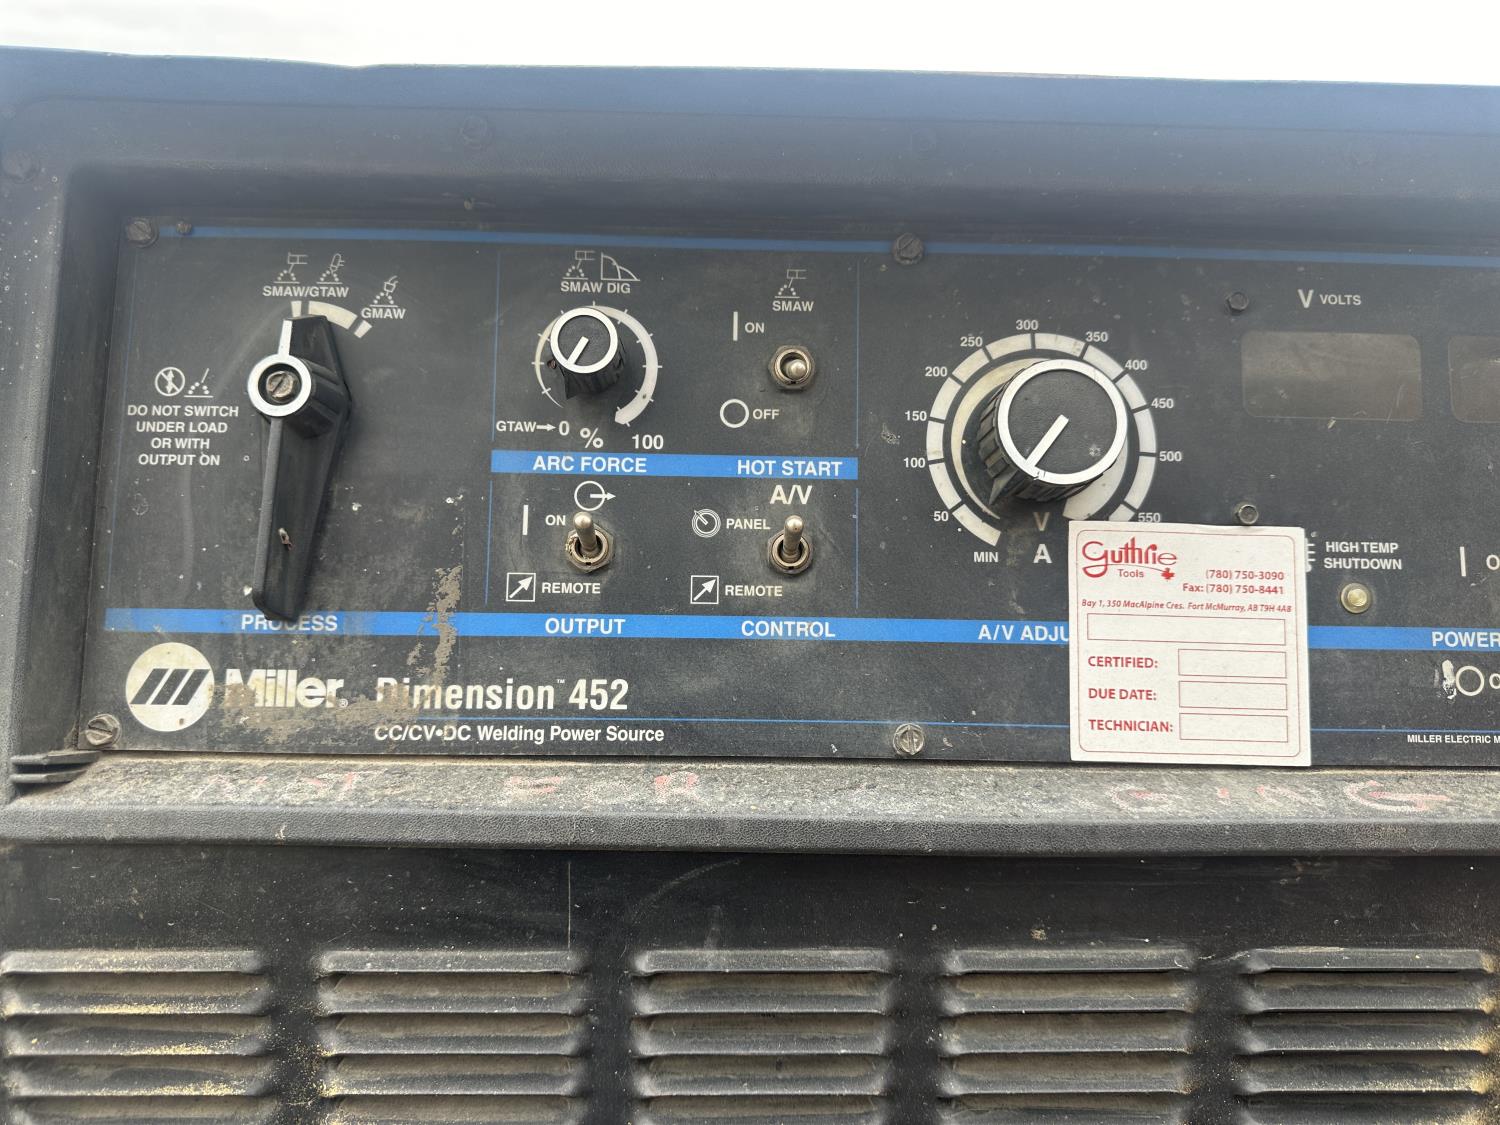 SMAW/GTAW
GMAW
DO NOT SWITCH
UNDER LOAD
OR WITH
OUTPUT ON
PROCESS
SMAW DIG
GTAW→0
%
100
ARC FORCE
SMAW
ON
OFF
HOT START
ON
REMOTE
OUTPUT
A/V
PANEL
REMOTE
CONTROL
MIN
50
100
150
200
250
300
350
400
450
500
550
V
A
A/V ADJU
V VOLTS
HIGH TEMP
SHUTDOWN
POWER
Guthrie
Tools
(780) 750-3090
Fax: (780) 750-8441
Bay 1, 350 MacAlpine Cres. Fort McMurray, AB T9H 4A8
CERTIFIED:
DUE DATE:
TECHNICIAN:
Miller®
Dimension™ 452
CC/CV•DC Welding Power Source
MILLER ELECTRIC M